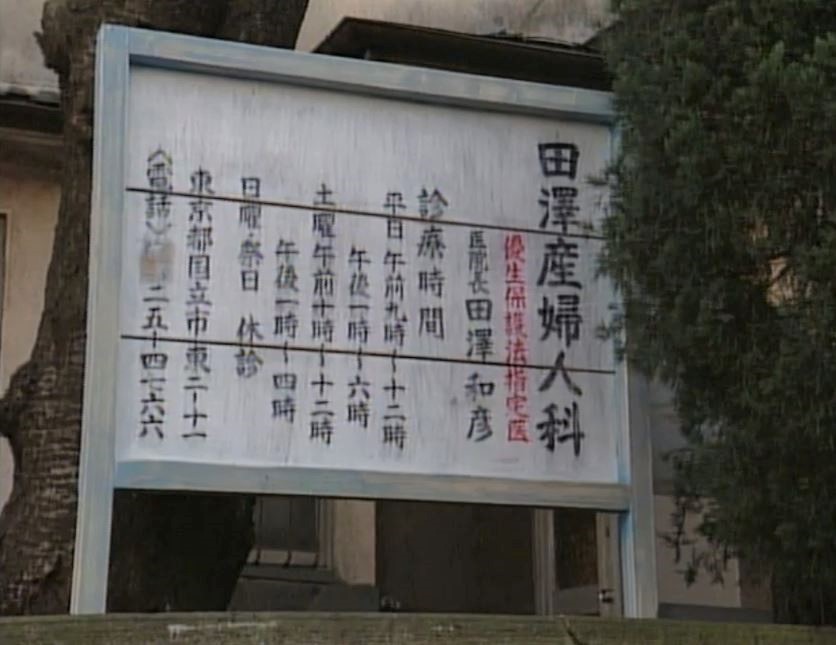 田澤産婦人科
優生保護法指定医
医院長 田澤 和彦
診療時間
平日 午前九時〜十二時
午後一時〜六時
土曜 午前十時〜十二時
午後一時〜四時
日曜祭日 休診
東京都国立市東二-十一
〈電話〉 二五-四七六六